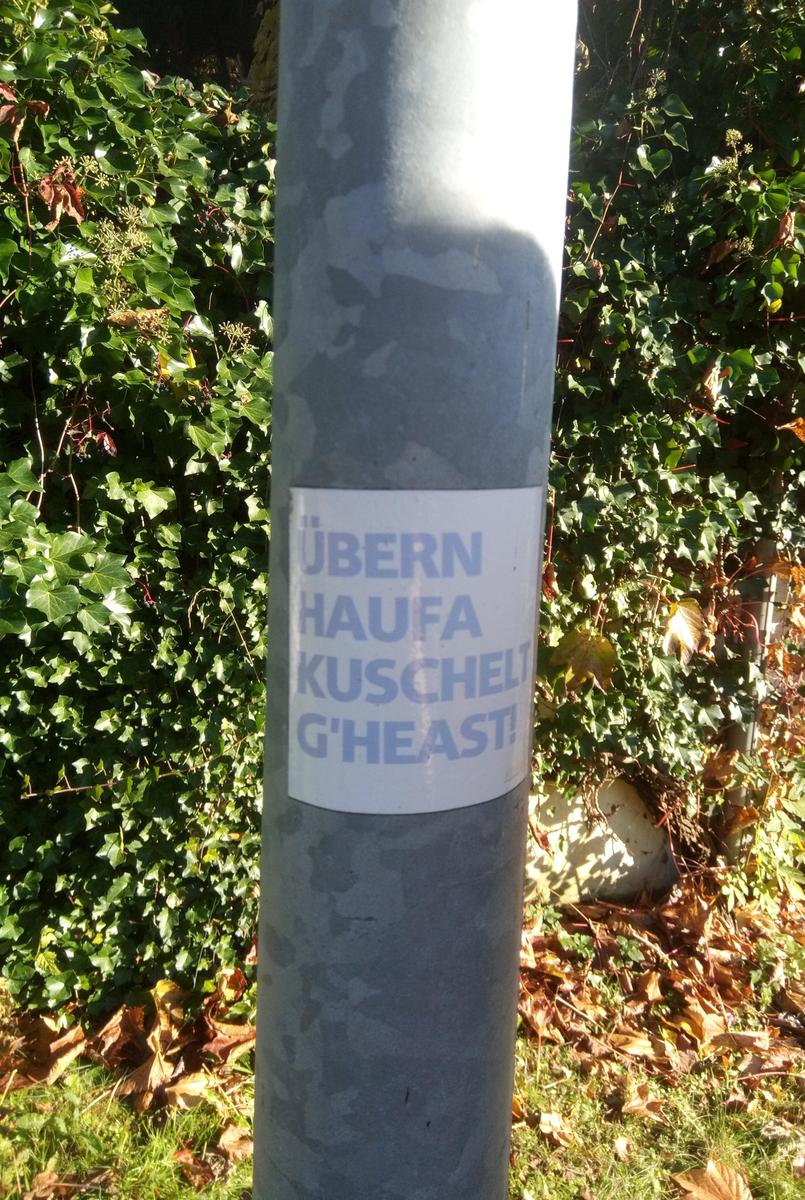 ÜBERN
HAUFA
KUSCHELT
G'HEAST!